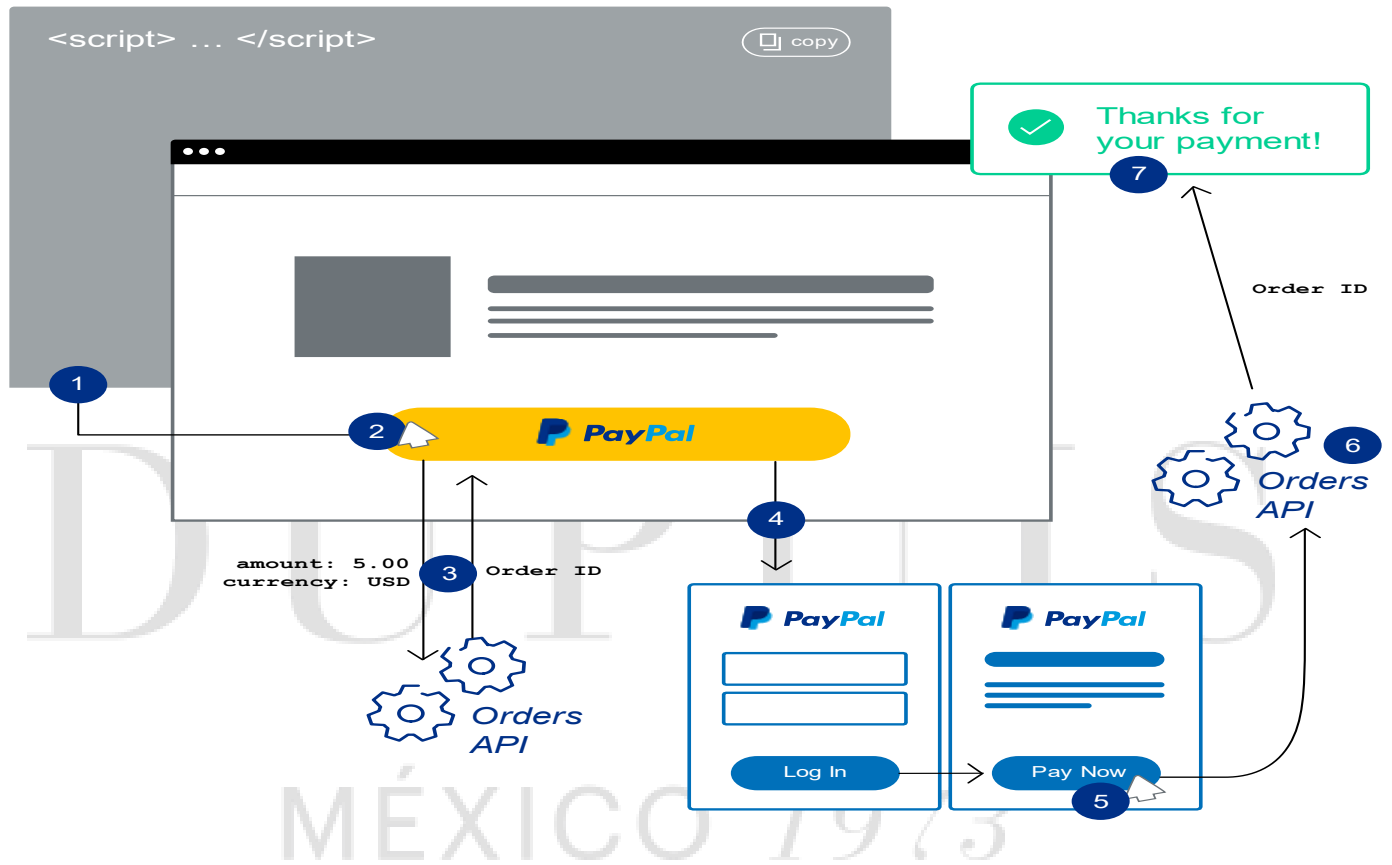 <script> … </script>
copy
Thanks for
your payment!
7
Order ID
1
2
PayPal
6
Orders
API
4
amount: 5.00
currency: USD
3
Order ID
Orders
API
PayPal
Log In
PayPal
Pay Now
5
DUPUIS
MÉXICO 1973